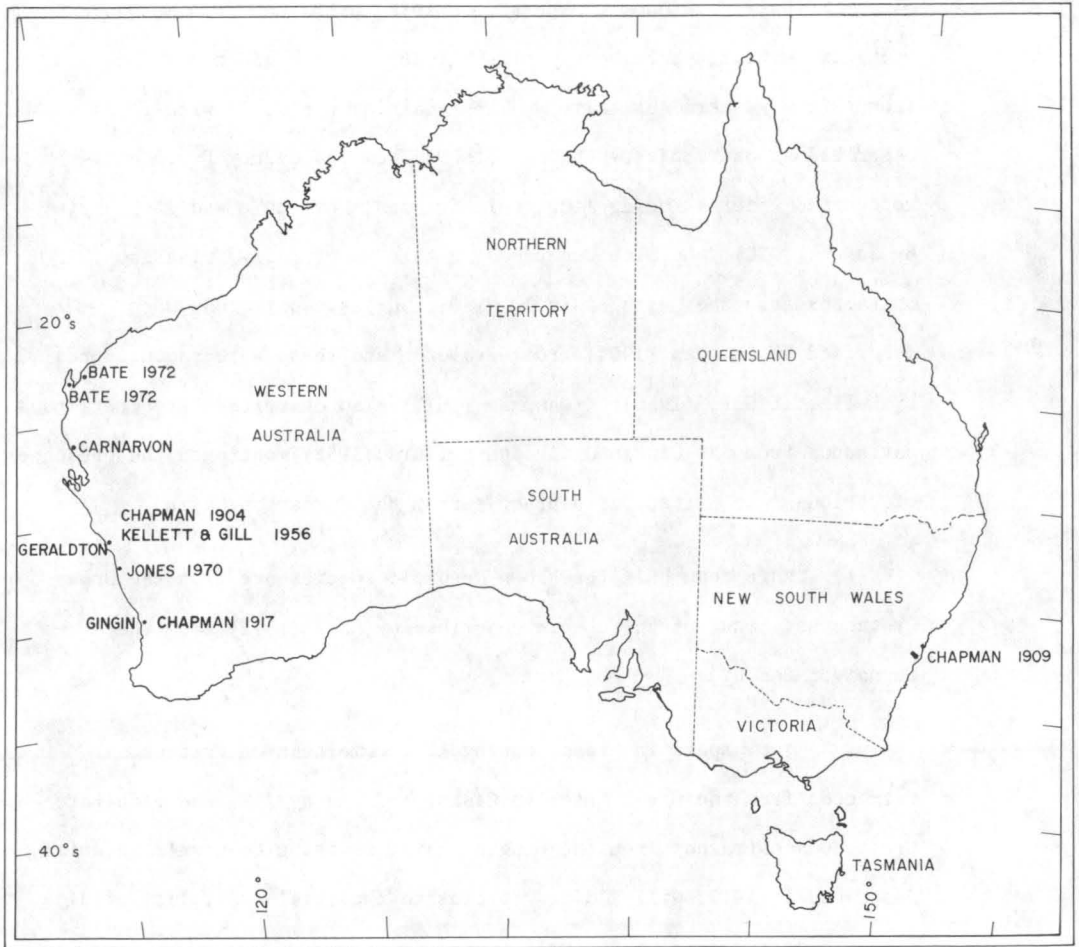 NORTHERN
TERRITORY
QUEENSLAND
20°s
BATE 1972
BATE 1972
WESTERN
AUSTRALIA
CARNARVON
SOUTH
AUSTRALIA
CHAPMAN 1904
KELLETT & GILL 1956
GERALDTON
JONES 1970
NEW SOUTH WALES
GINGIN
CHAPMAN 1917
CHAPMAN 1909
VICTORIA
40°s
TASMANIA
120°
150°